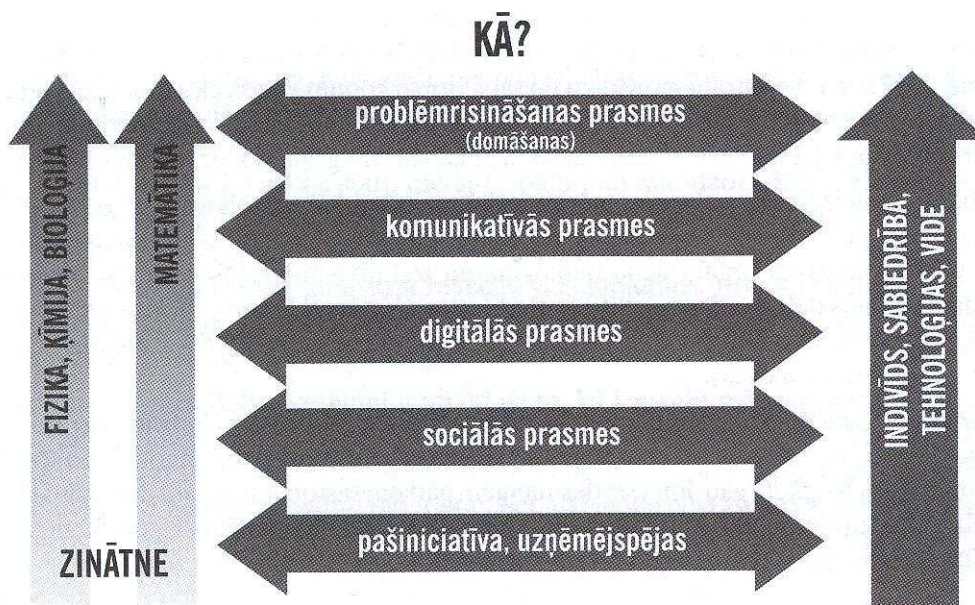 KĀ?
FIZIKA, ĶĪMIJA, BIOLOĢIJA
MATEMĀTIKA
ZINĀTNE
problēmrisināšanas prasmes
(domāšanas)
komunikatīvās prasmes
digitālās prasmes
sociālās prasmes
pašiniciatīva, uzņēmējspējas
INDIVĪDS, SABIEDRĪBA,
TEHNOLOĢIJAS, VIDE